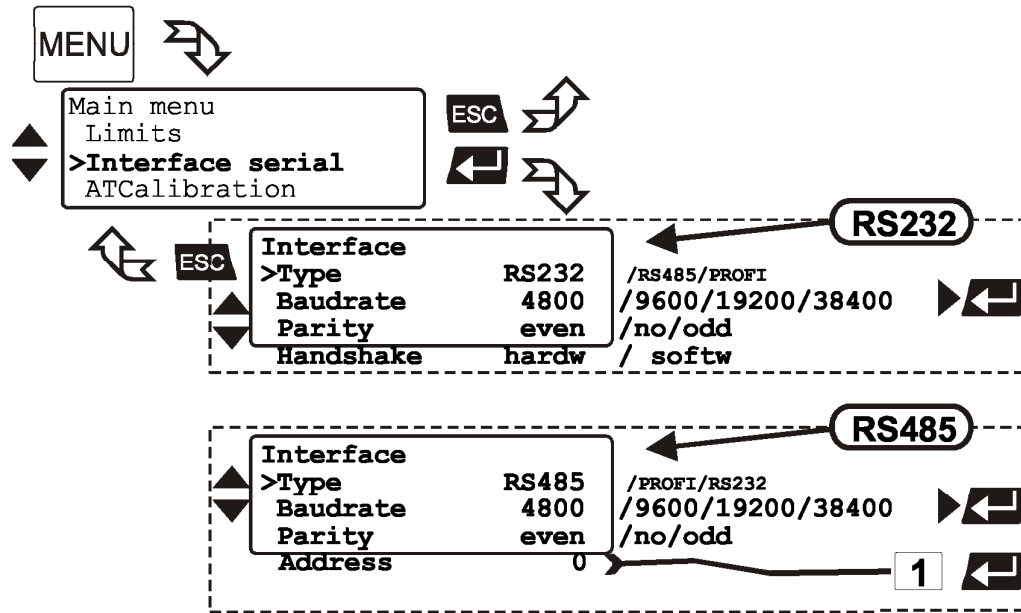 MENU
Main menu
Limits
>Interface serial
ATCalibration
ESC
ESC
RS232
Interface
>Type RS232 /RS485/PROFI
Baudrate 4800 /9600/19200/38400
Parity even /no/odd
Handshake hardw / softw
RS485
Interface
>Type RS485 /PROFI/RS232
Baudrate 4800 /9600/19200/38400
Parity even /no/odd
Address 0 1